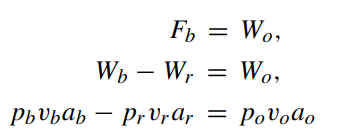 F_b = W_o,
W_b − W_r = W_o,
p_b v_b a_b − p_r v_r a_r = p_o v_o a_o